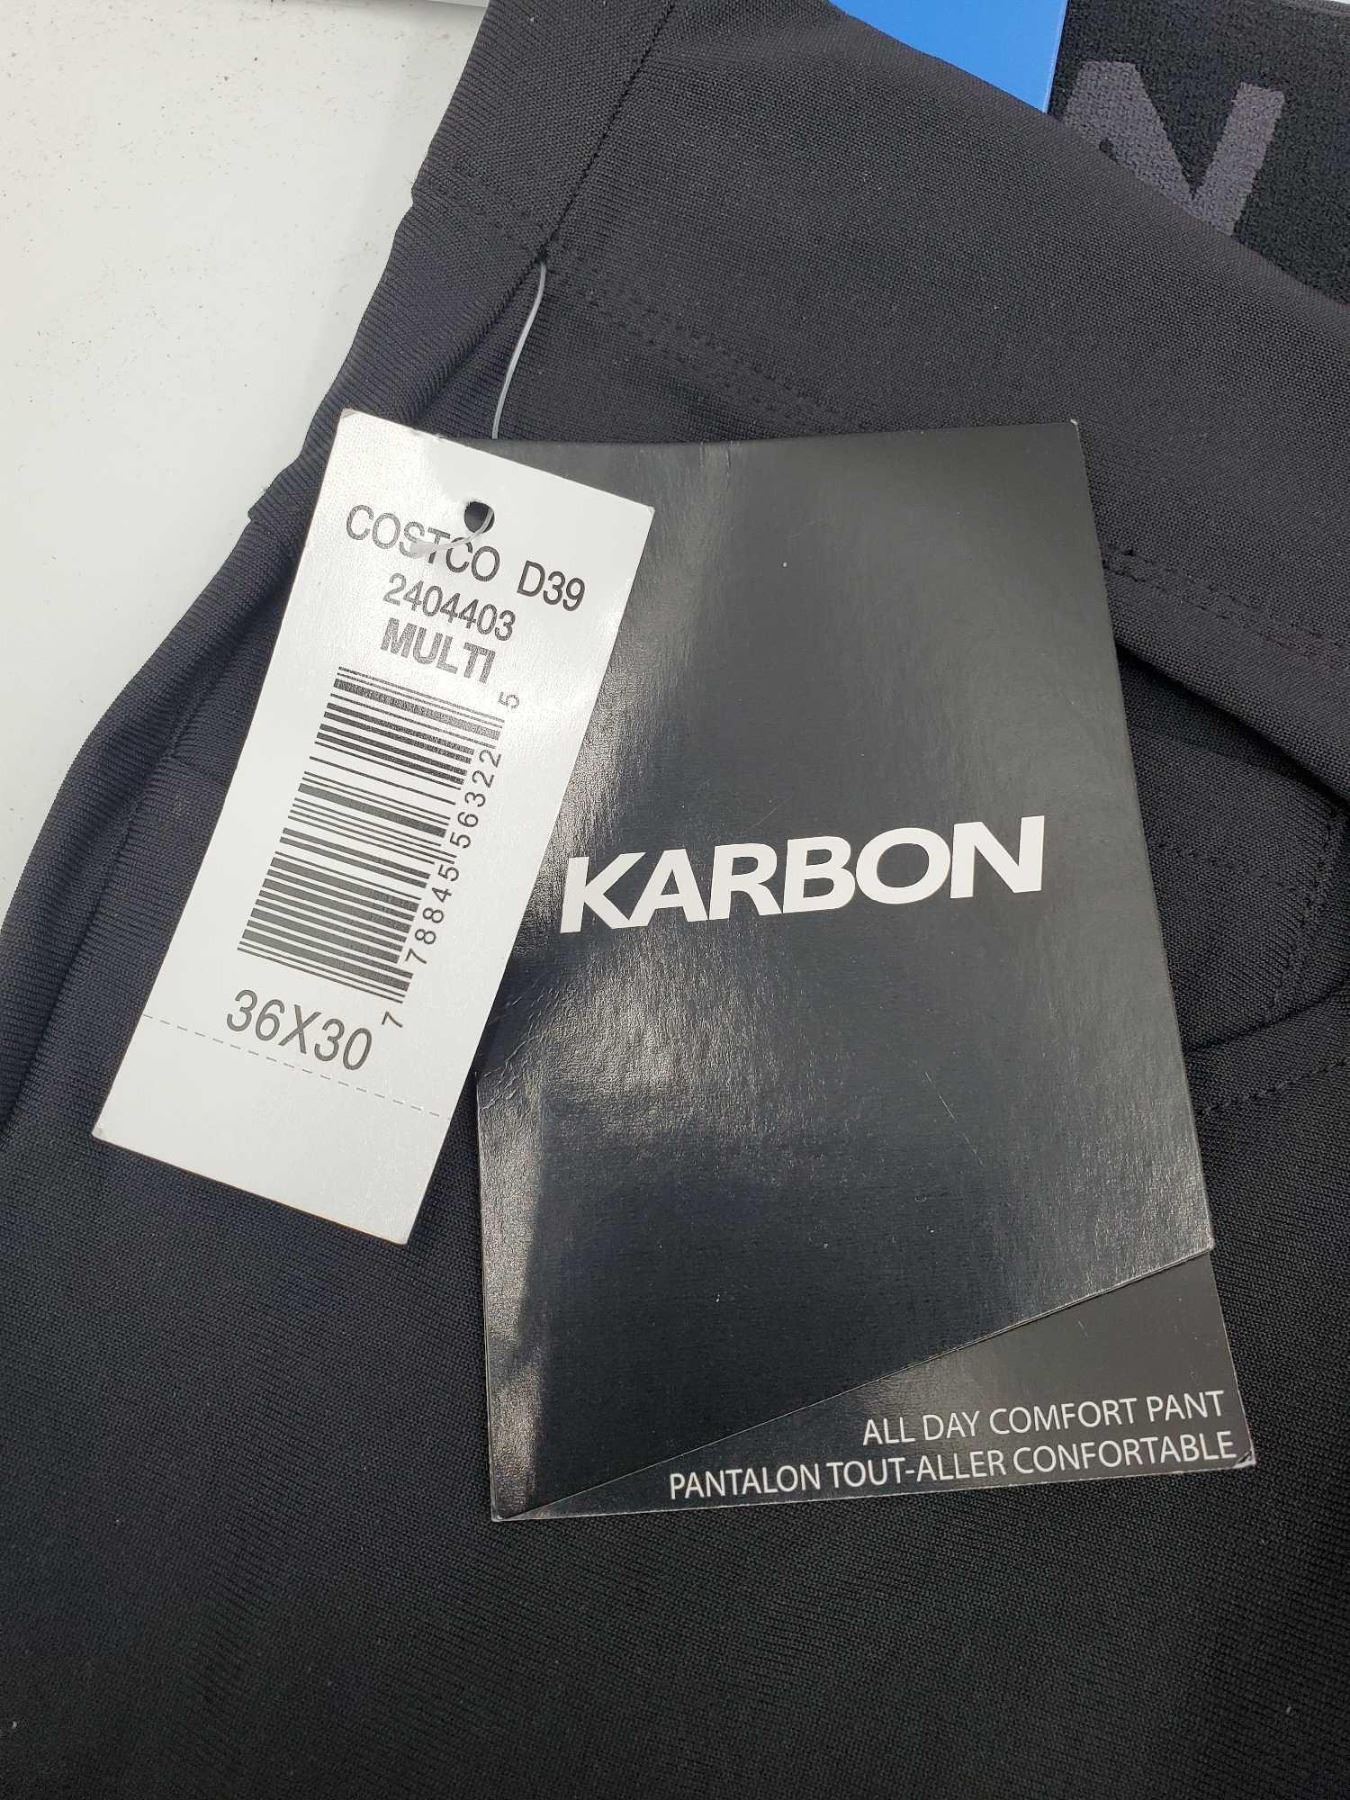 COSTCO D39
2404403
MULTI
7 78845 56322 5
36X30
KARBON
ALL DAY COMFORT PANT
PANTALON TOUT-ALLER CONFORTABLE
N